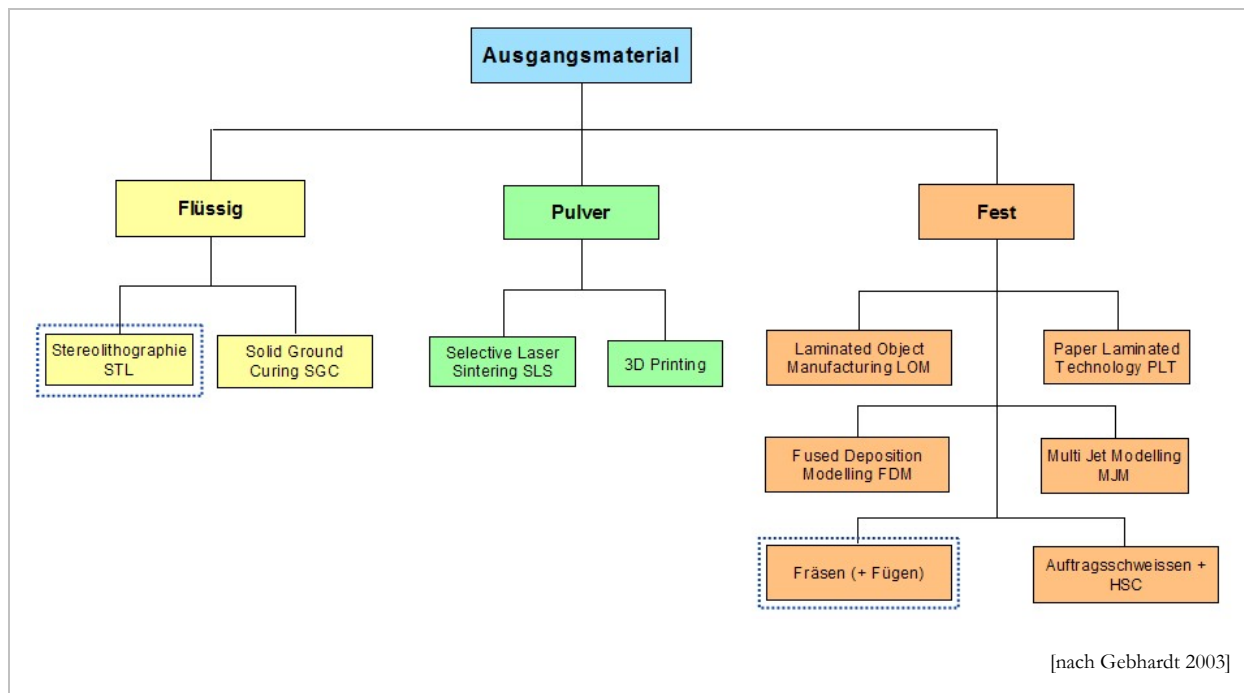 Ausgangsmaterial
Flüssig
Pulver
Fest
Stereolithographie
STL
Solid Ground
Curing SGC
Selective Laser
Sintering SLS
3D Printing
Laminated Object
Manufacturing LOM
Paper Laminated
Technology PLT
Fused Deposition
Modelling FDM
Multi Jet Modelling
MJM
Fräsen (+ Fügen)
Auftragsschweissen +
HSC
[nach Gebhardt 2003]